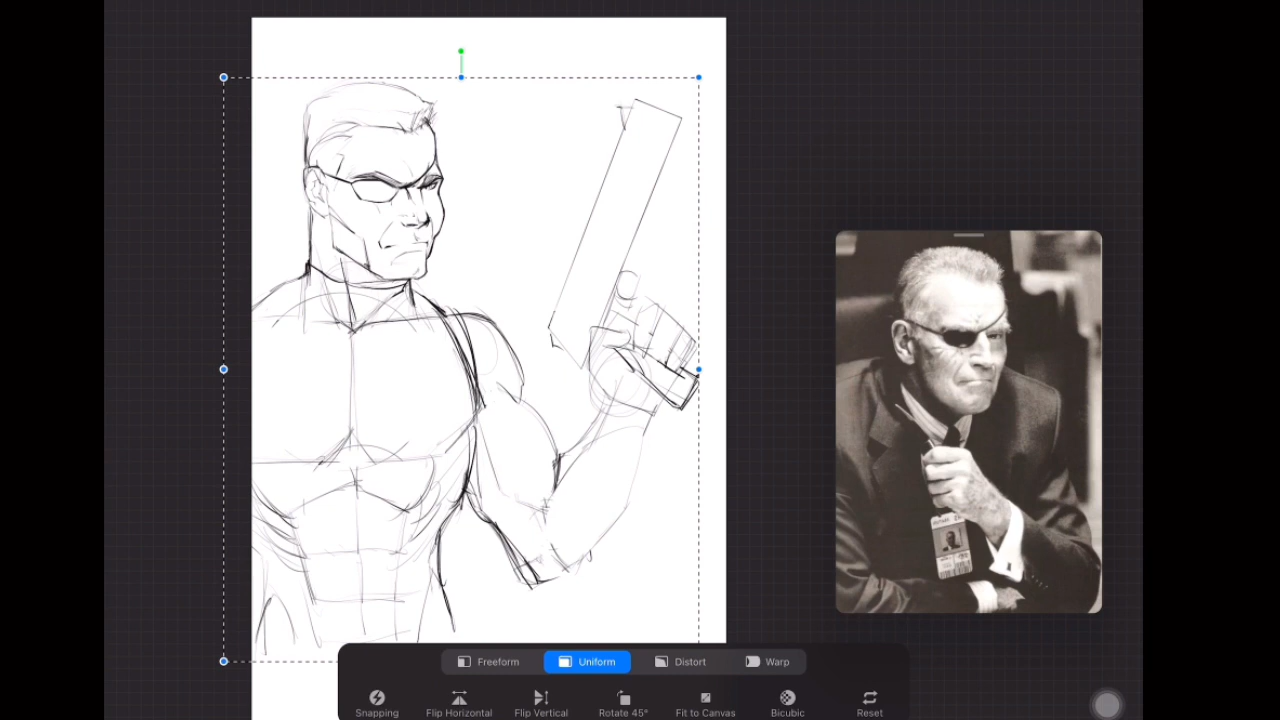 Freeform Uniform Distort Warp
Snapping Flip Horizontal Flip Vertical Rotate 45° Fit to Canvas Bicubic Reset